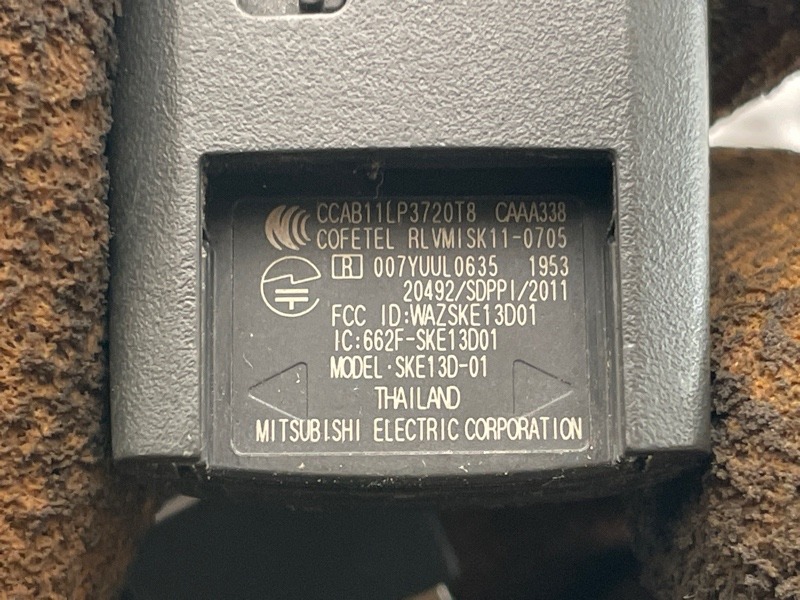 CCAB11LP3720T8 CAAA338
COFETEL RLVMISK11-0705
R 007YUUL0635 1953
20492/SDPPI/2011
FCC ID:WAZSKE13D01
IC:662F-SKE13D01
MODEL·SKE13D-01
THAILAND
MITSUBISHI ELECTRIC CORPORATION